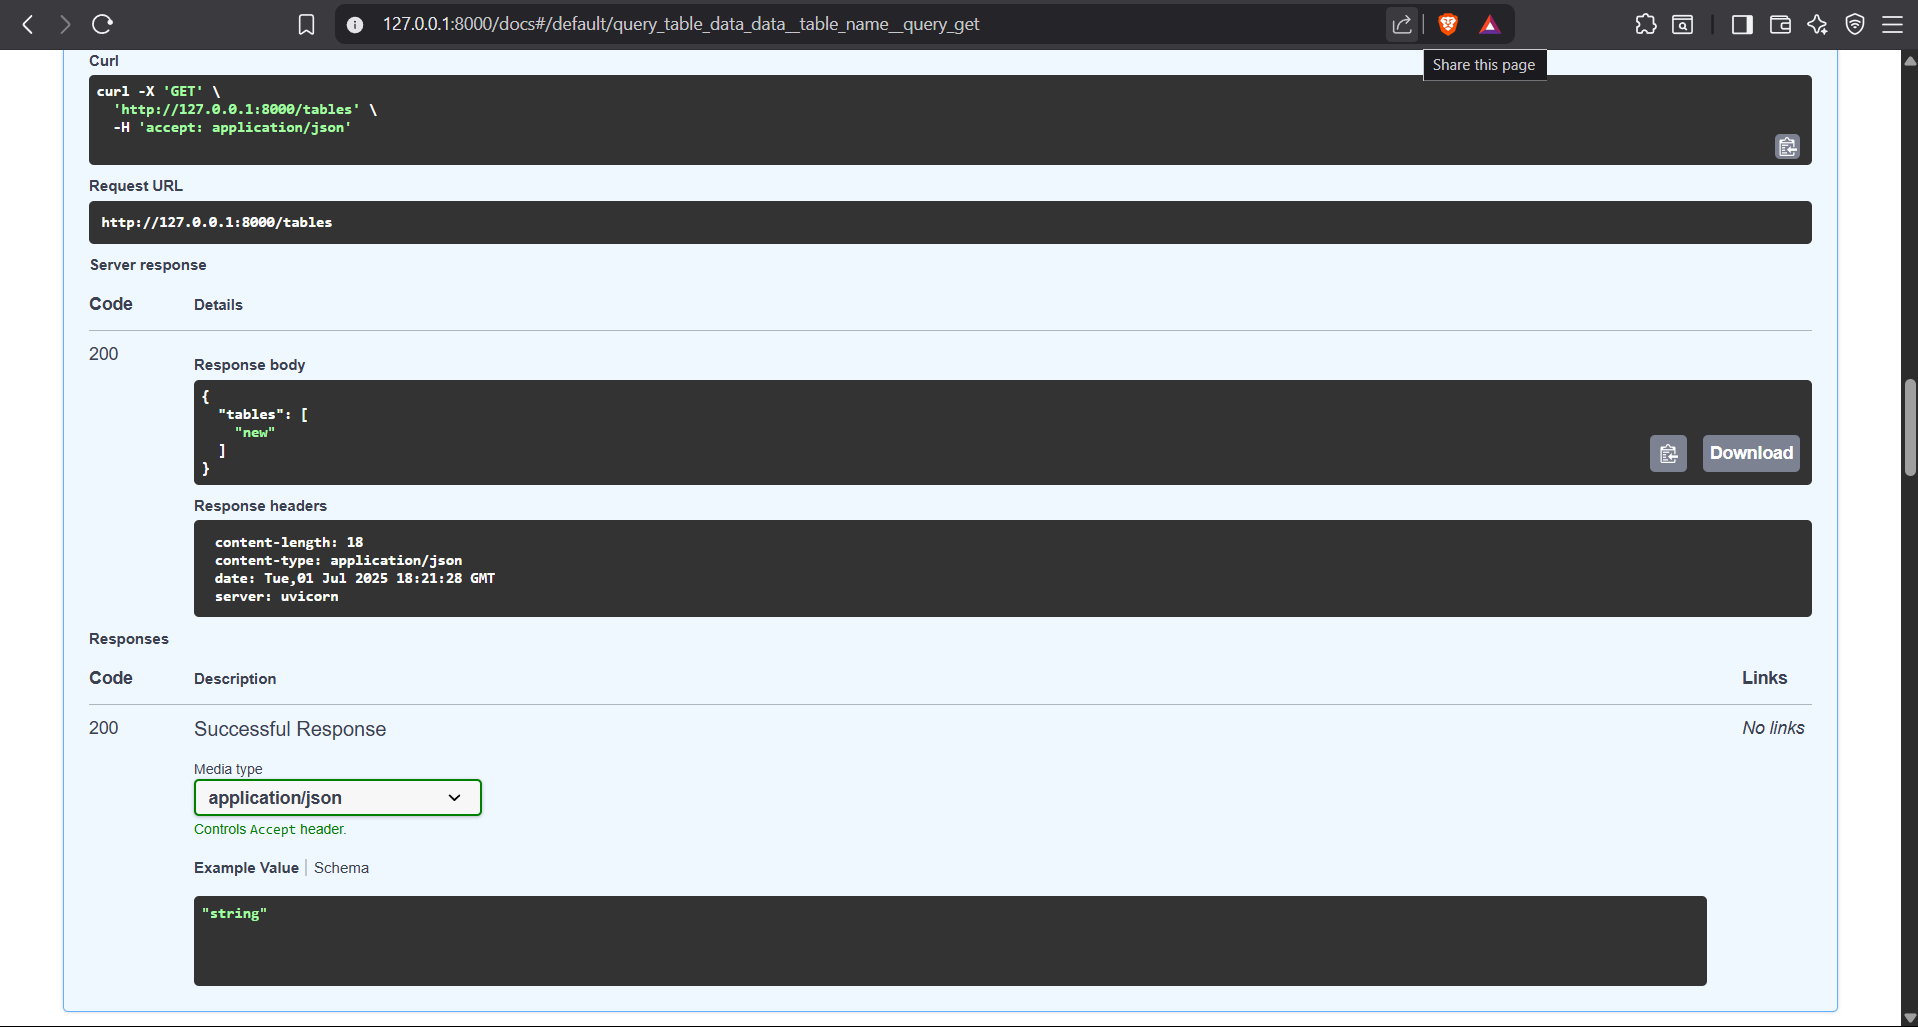 127.0.0.1:8000/docs#/default/query_table_data_data__table_name__query_get
Share this page
Curl
curl -X 'GET' \
'http://127.0.0.1:8000/tables' \
-H 'accept: application/json'
Request URL
http://127.0.0.1:8000/tables
Server response
Code Details
200
Response body
{
"tables": [
"new"
]
}
Download
Response headers
content-length: 18
content-type: application/json
date: Tue,01 Jul 2025 18:21:28 GMT
server: uvicorn
Responses
Code Description Links
200 Successful Response No links
Media type
application/json
Controls Accept header.
Example Value Schema
"string"